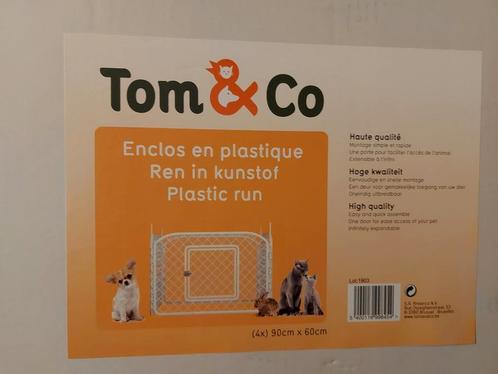 Tom & Co
Enclos en plastique
Ren in kunstof
Plastic run
(4x) 90cm x 60cm
Haute qualité
Montage simple et rapide
Une porte pour faciliter l'accès de l'animal
Extensible à l'infini
Hoge kwaliteit
Eenvoudige en snelle montage
Een deur voor gemakkelijke toegang van uw dier
Oneindig uitbreidbaar
High quality
Easy and quick assemble
One door for ease access of your pet
Infinitely expandable
Lot:1903